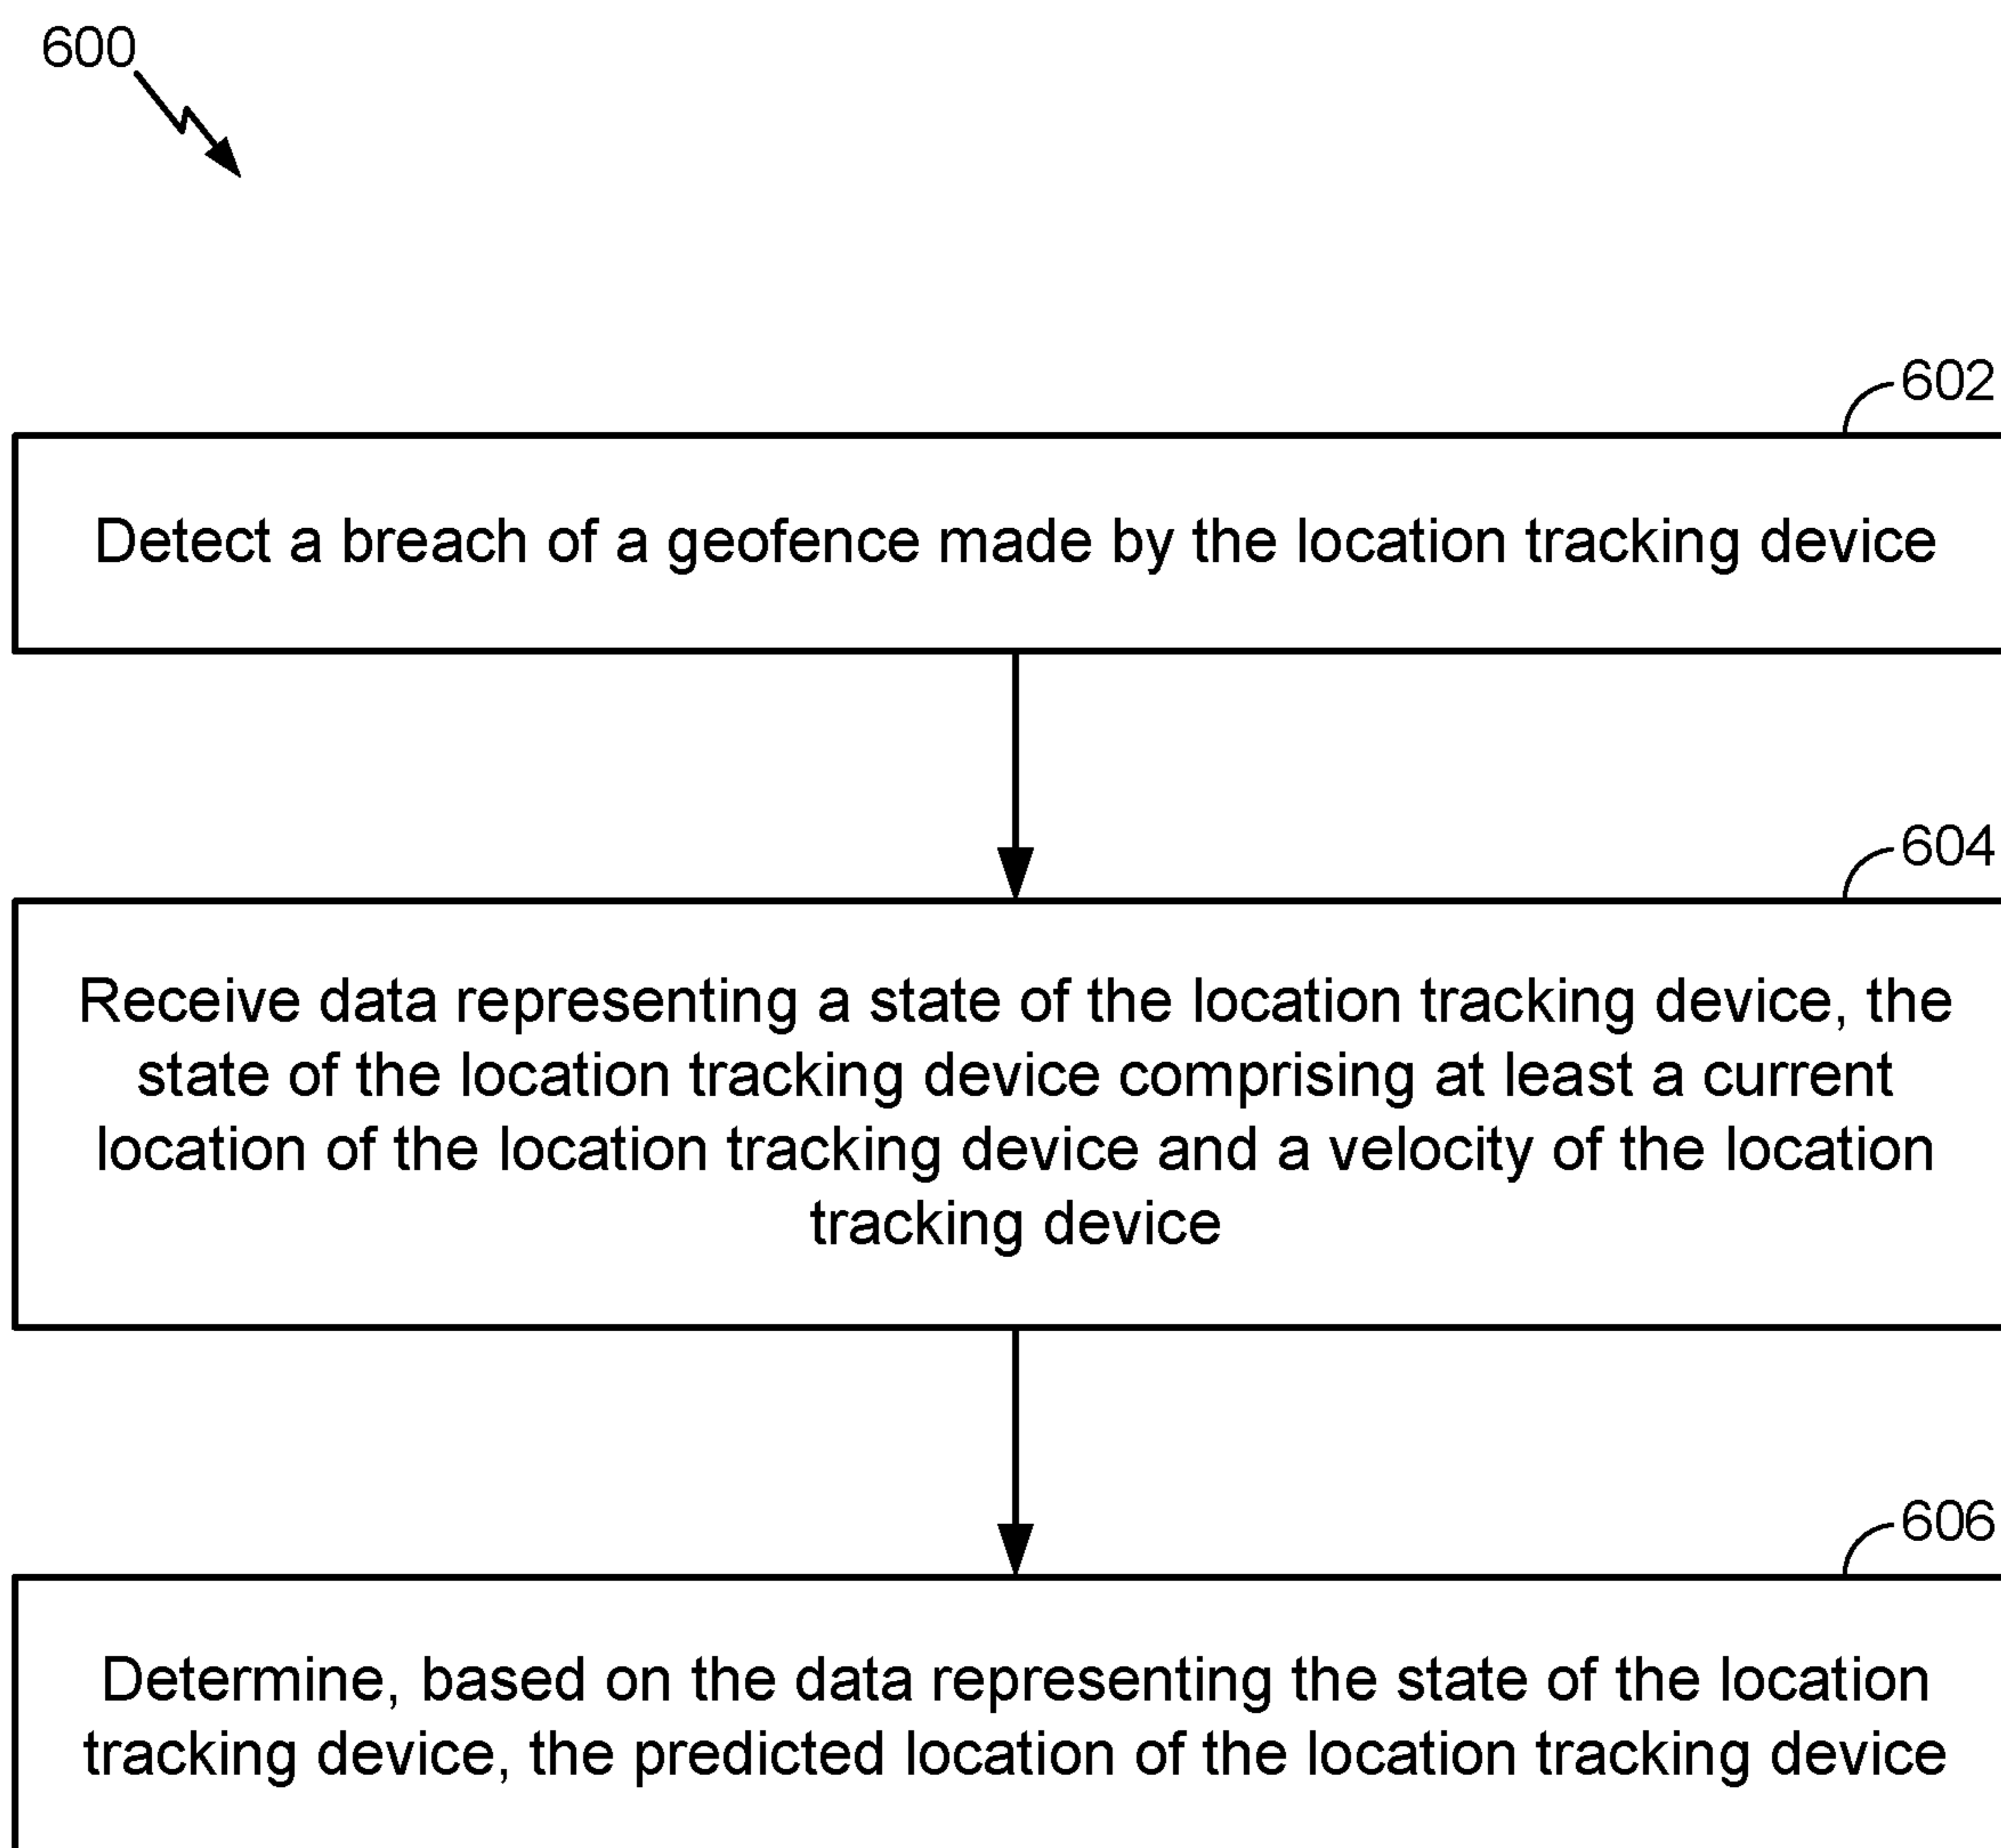 600
602
Detect a breach of a geofence made by the location tracking device
604
Receive data representing a state of the location tracking device, the
state of the location tracking device comprising at least a current
location of the location tracking device and a velocity of the location
tracking device
606
Determine, based on the data representing the state of the location
tracking device, the predicted location of the location tracking device